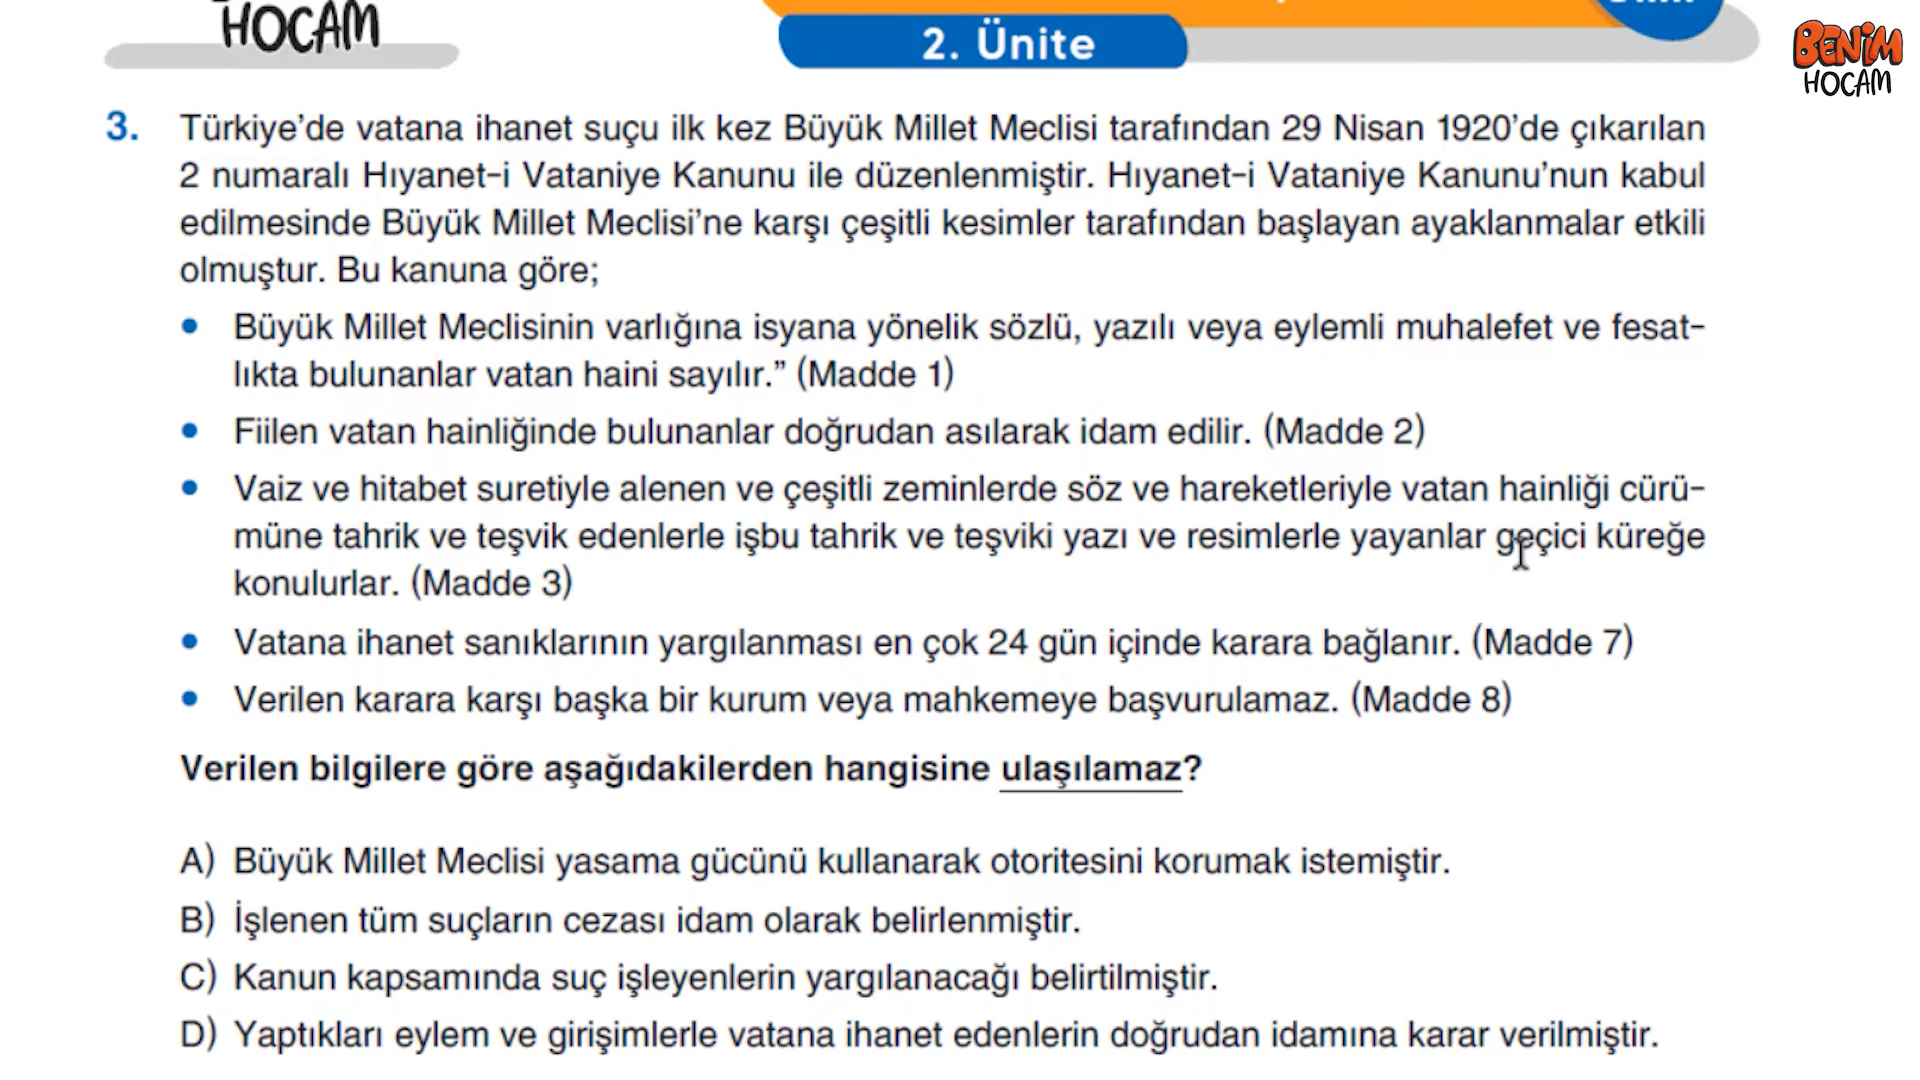 HOCAM
2. Ünite
BENİM
HOCAM
3. Türkiye’de vatana ihanet suçu ilk kez Büyük Millet Meclisi tarafından 29 Nisan 1920’de çıkarılan
2 numaralı Hıyanet-i Vataniye Kanunu ile düzenlenmiştir. Hıyanet-i Vataniye Kanunu’nun kabul
edilmesinde Büyük Millet Meclisi’ne karşı çeşitli kesimler tarafından başlayan ayaklanmalar etkili
olmuştur. Bu kanuna göre;
• Büyük Millet Meclisinin varlığına isyana yönelik sözlü, yazılı veya eylemli muhalefet ve fesat-
lıkta bulunanlar vatan haini sayılır.” (Madde 1)
• Fiilen vatan hainliğinde bulunanlar doğrudan asılarak idam edilir. (Madde 2)
• Vaiz ve hitabet suretiyle alenen ve çeşitli zeminlerde söz ve hareketleriyle vatan hainliği cürü-
müne tahrik ve teşvik edenlerle işbu tahrik ve teşviki yazı ve resimlerle yayanlar geçici küreğe
konulurlar. (Madde 3)
• Vatana ihanet sanıklarının yargılanması en çok 24 gün içinde karara bağlanır. (Madde 7)
• Verilen karara karşı başka bir kurum veya mahkemeye başvurulamaz. (Madde 8)
Verilen bilgilere göre aşağıdakilerden hangisine ulaşılamaz?
A) Büyük Millet Meclisi yasama gücünü kullanarak otoritesini korumak istemiştir.
B) İşlenen tüm suçların cezası idam olarak belirlenmiştir.
C) Kanun kapsamında suç işleyenlerin yargılanacağı belirtilmiştir.
D) Yaptıkları eylem ve girişimlerle vatana ihanet edenlerin doğrudan idamına karar verilmiştir.